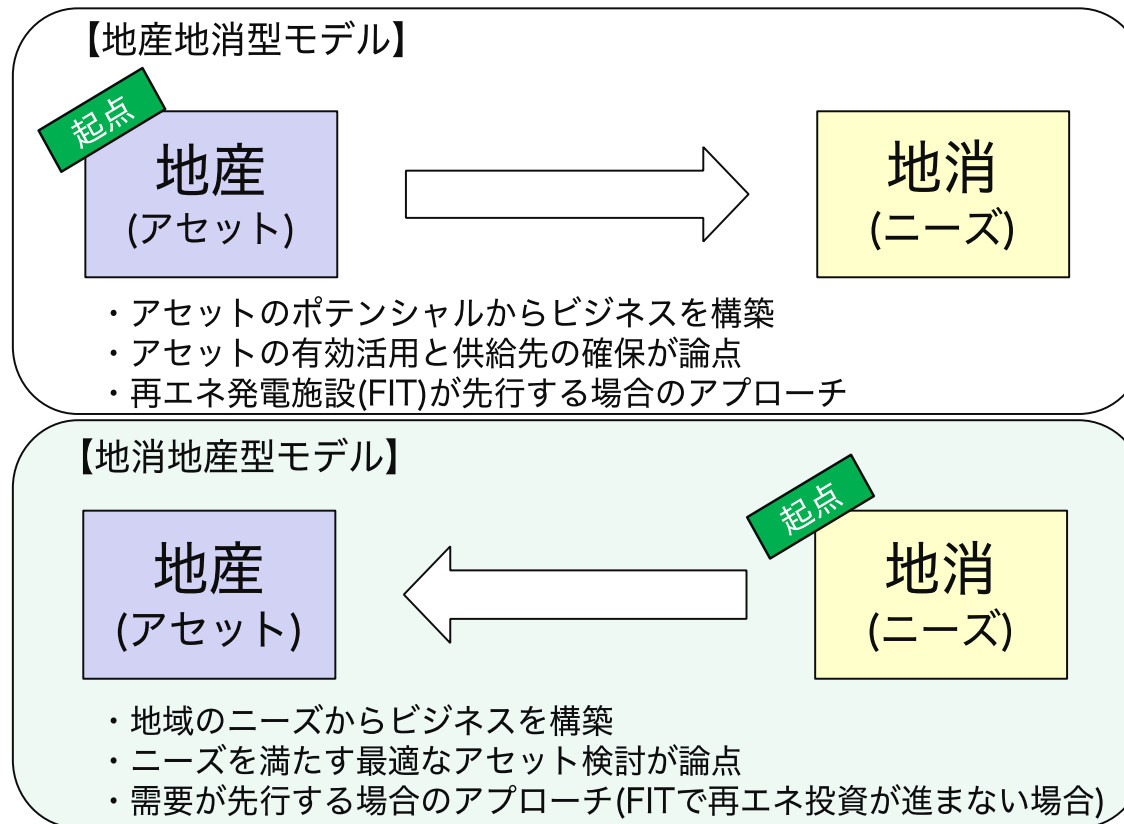 【地産地消型モデル】
起点
地産
(アセット)
地消
(ニーズ)
・アセットのポテンシャルからビジネスを構築
・アセットの有効活用と供給先の確保が論点
・再エネ発電施設(FIT)が先行する場合のアプローチ
【地消地産型モデル】
地産
(アセット)
起点
地消
(ニーズ)
・地域のニーズからビジネスを構築
・ニーズを満たす最適なアセット検討が論点
・需要が先行する場合のアプローチ(FITで再エネ投資が進まない場合)